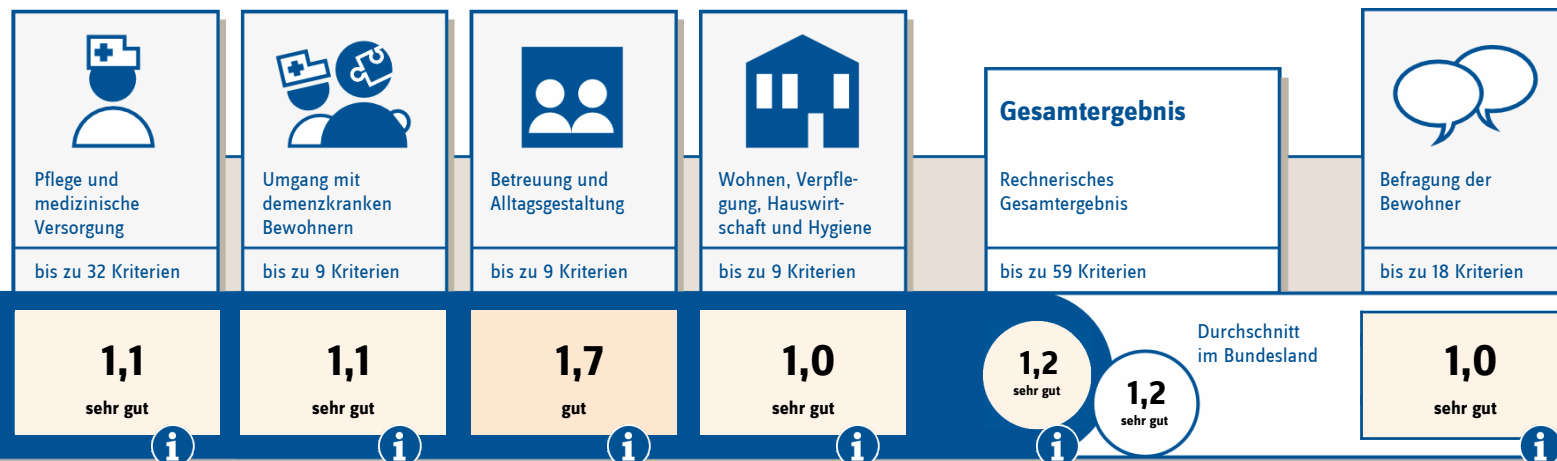 Pflege und
medizinische
Versorgung
bis zu 32 Kriterien
1,1
sehr gut
i
Umgang mit
demenzkranken
Bewohnern
bis zu 9 Kriterien
1,1
sehr gut
i
Betreuung und
Alltagsgestaltung
bis zu 9 Kriterien
1,7
gut
i
Wohnen, Verpfle-
gung, Hauswirt-
schaft und Hygiene
bis zu 9 Kriterien
1,0
sehr gut
i
Gesamtergebnis
Rechnerisches
Gesamtergebnis
bis zu 59 Kriterien
1,2
sehr gut
i
Durchschnitt
im Bundesland
1,2
sehr gut
Befragung der
Bewohner
bis zu 18 Kriterien
1,0
sehr gut
i